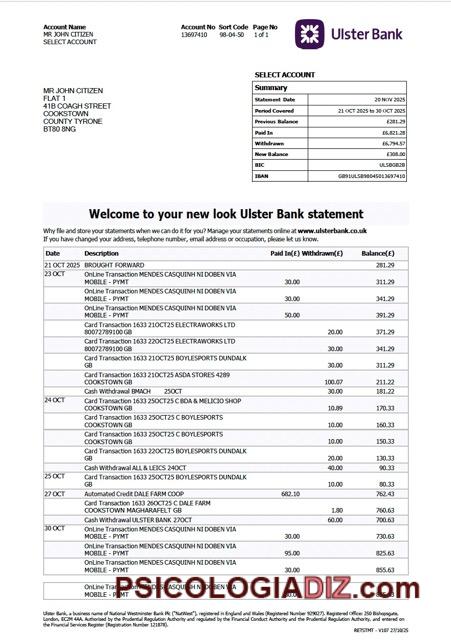 Account Name
MR JOHN CITIZEN
SELECT ACCOUNT
Account No Sort Code Page No
13697410 98-04-50 1 of 1
Ulster Bank
SELECT ACCOUNT
Summary
Statement Date 20 NOV 2025
Period Covered 21 OCT 2025 to 30 OCT 2025
Previous Balance £281.29
Paid In £6,821.28
Withdrawn £6,794.57
New Balance £308.00
BIC ULSBGB2B
IBAN GB91ULSB98045013697410
MR JOHN CITIZEN
FLAT 1
41B COAGH STREET
COOKSTOWN
COUNTY TYRONE
BT80 8NG
Welcome to your new look Ulster Bank statement
Why file and store your statements when we can do it for you? Manage your statements online at www.ulsterbank.co.uk
If you have changed your address, telephone number, email address or occupation, please let us know.
Date Description Paid In(£) Withdrawn(£) Balance(£)
21 OCT 2025 BROUGHT FORWARD 281.29
23 OCT OnLine Transaction MENDES CASQUINH NI DOBEN VIA
MOBILE - PYMT 30.00 311.29
OnLine Transaction MENDES CASQUINH NI DOBEN VIA
MOBILE - PYMT 30.00 341.29
OnLine Transaction MENDES CASQUINH NI DOBEN VIA
MOBILE - PYMT 50.00 391.29
Card Transaction 1633 21OCT25 ELECTRAWORKS LTD
80072789100 GB 20.00 371.29
Card Transaction 1633 22OCT25 ELECTRAWORKS LTD
80072789100 GB 30.00 341.29
Card Transaction 1633 21OCT25 BOYLESPORTS DUNDALK
GB 30.00 311.29
Card Transaction 1633 21OCT25 ASDA STORES 4289
COOKSTOWN GB 100.07 211.22
Cash Withdrawal BMACH 25OCT 30.00 181.22
24 OCT Card Transaction 1633 25OCT25 C BDA & MELICIO SHOP
COOKSTOWN GB 10.89 170.33
Card Transaction 1633 25OCT25 C BOYLESPORTS
COOKSTOWN GB 10.00 160.33
Card Transaction 1633 25OCT25 C BOYLESPORTS
COOKSTOWN GB 10.00 150.33
Card Transaction 1633 22OCT25 BOYLESPORTS DUNDALK
GB 20.00 130.33
Cash Withdrawal ALL & LEICS 24OCT 40.00 90.33
25 OCT Card Transaction 1633 22OCT25 BOYLESPORTS DUNDALK
GB 10.00 80.33
27 OCT Automated Credit DALE FARM COOP 682.10 762.43
Card Transaction 1633 26OCT25 C DALE FARM
COOKSTOWN MAGHARAFELT GB 1.80 760.63
Cash Withdrawal ULSTER BANK 27OCT 60.00 700.63
30 OCT OnLine Transaction MENDES CASQUINH NI DOBEN VIA
MOBILE - PYMT 30.00 730.63
OnLine Transaction MENDES CASQUINH NI DOBEN VIA
MOBILE - PYMT 95.00 825.63
OnLine Transaction MENDES CASQUINH NI DOBEN VIA
MOBILE - PYMT 30.00 855.63
OnLine Transaction MENDES CASQUINH NI DOBEN VIA
MOBILE - PYMT
PSICOLOGIADIZ.com
Ulster Bank, a business name of National Westminster Bank Plc ("NatWest"), registered in England and Wales (Registered Number 929027). Registered Office: 250 Bishopsgate,
London, EC2M 4AA. Authorised by the Prudential Regulation Authority and regulated by the Financial Conduct Authority and the Prudential Regulation Authority, and entered on
the Financial Services Register (Registration Number 121878).
RETSTMT - V107 27/10/25